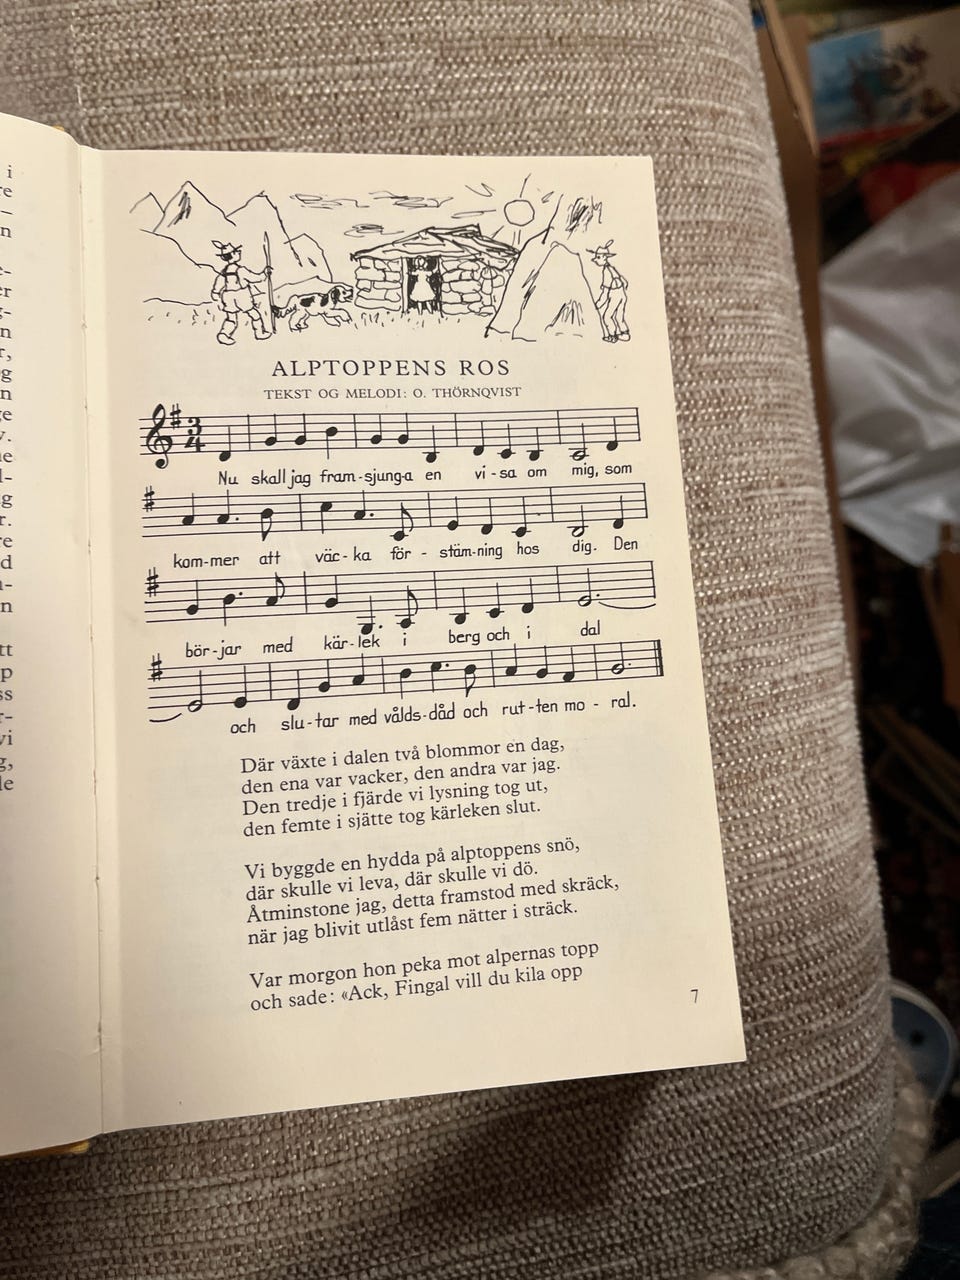 ALPTOPPENS ROS
TEKST OG MELODI: O. THÖRNQVIST
3
4
Nu skall jag fram-sjung-a en vi-sa om mig, som
kom-mer att väc-ka för-stäm-ning hos dig. Den
bör-jar med kär-lek i berg och i dal
och slu-tar med válds-dåd och rut-ten mo-ral.
Där växte i dalen två blommor en dag,
den ena var vacker, den andra var jag.
Den tredje i fjärde vi lysning tog ut,
den femte i sjätte tog kärleken slut.
Vi byggde en hydda på alptoppens snö,
där skulle vi leva, där skulle vi dö.
Åtminstone jag, detta framstod med skräck,
när jag blivit utlåst fem nätter i sträck.
Var morgon hon peka mot alpernas topp
och sade: «Ack, Fingal vill du kila opp
7